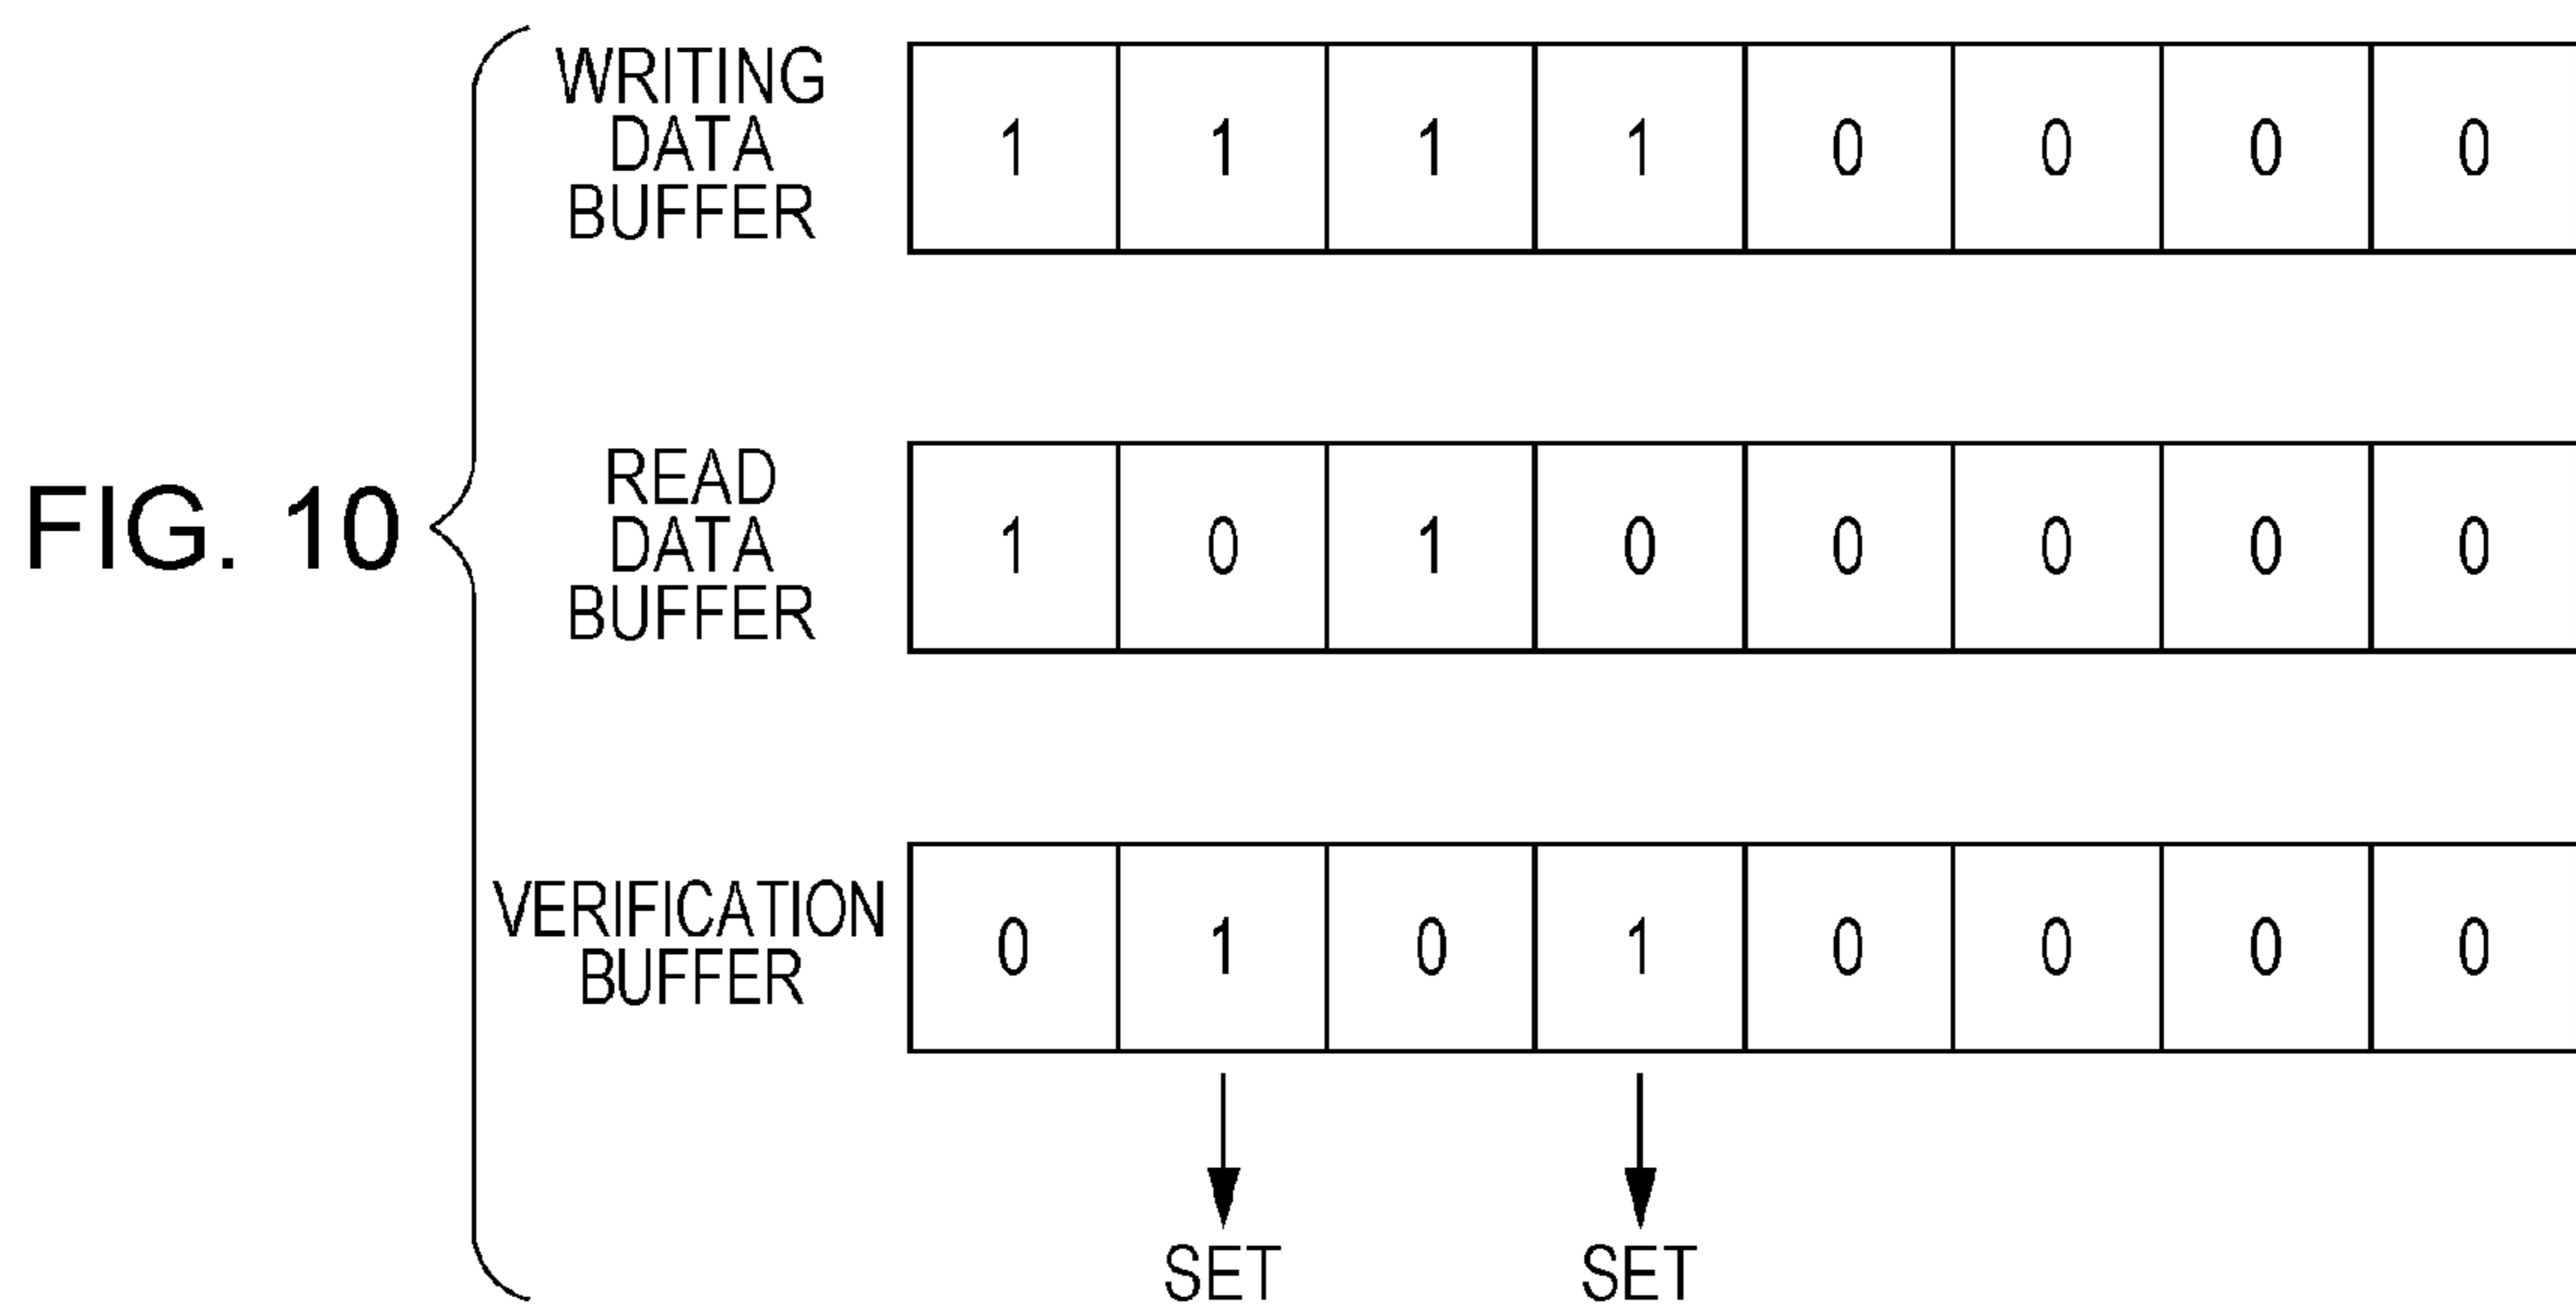 FIG. 10
WRITING
DATA
BUFFER
1 1 1 1 0 0 0 0
READ
DATA
BUFFER
1 0 1 0 0 0 0 0
VERIFICATION
BUFFER
0 1 0 1 0 0 0 0
SET SET